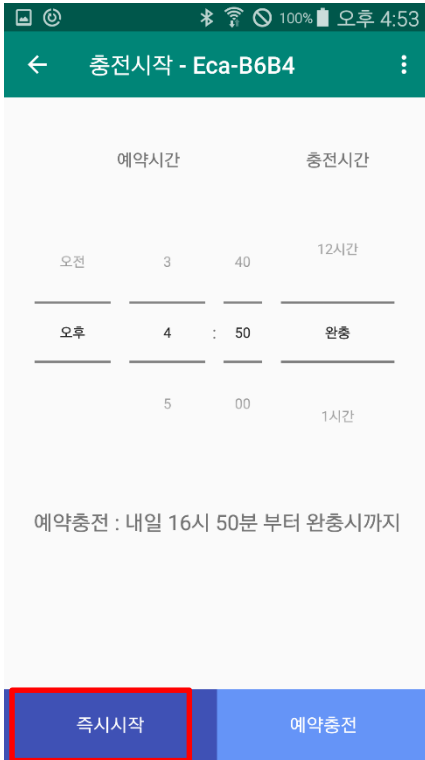 100% 오후 4:53
충전시작 - Eca-B6B4
예약시간 충전시간
오전 3 40 12시간
오후 4 : 50 완충
5 00 1시간
예약충전 : 내일 16시 50분 부터 완충시까지
즉시시작 예약충전